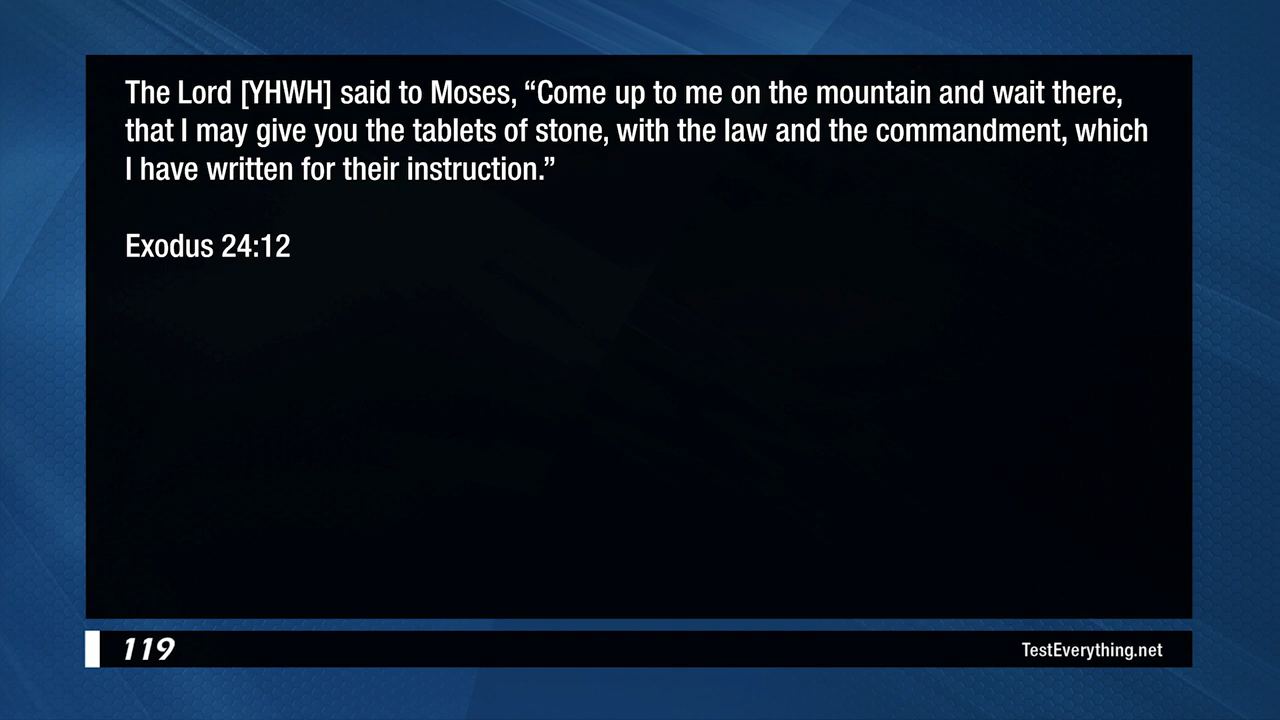 The Lord [YHWH] said to Moses, “Come up to me on the mountain and wait there,
that I may give you the tablets of stone, with the law and the commandment, which
I have written for their instruction.”
Exodus 24:12
119
TestEverything.net